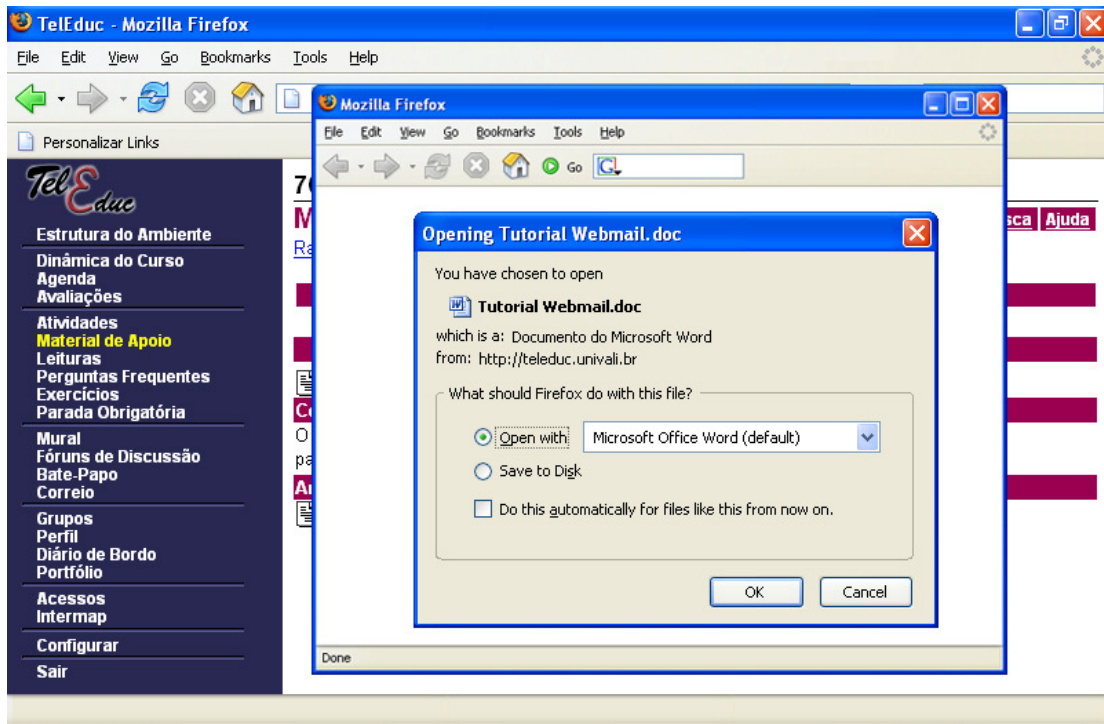 TelEduc - Mozilla Firefox
File Edit View Go Bookmarks Tools Help
Personalizar Links
TelEduc
Estrutura do Ambiente
Dinâmica do Curso
Agenda
Avaliações
Atividades
Material de Apoio
Leituras
Perguntas Frequentes
Exercícios
Parada Obrigatória
Mural
Fóruns de Discussão
Bate-Papo
Correio
Grupos
Perfil
Diário de Bordo
Portfólio
Acessos
Intermap
Configurar
Sair
Ajuda
Mozilla Firefox
File Edit View Go Bookmarks Tools Help
Go
Opening Tutorial Webmail.doc
You have chosen to open
Tutorial Webmail.doc
which is a: Documento do Microsoft Word
from: http://teleduc.univali.br
What should Firefox do with this file?
Open with Microsoft Office Word (default)
Save to Disk
Do this automatically for files like this from now on.
OK Cancel
Done